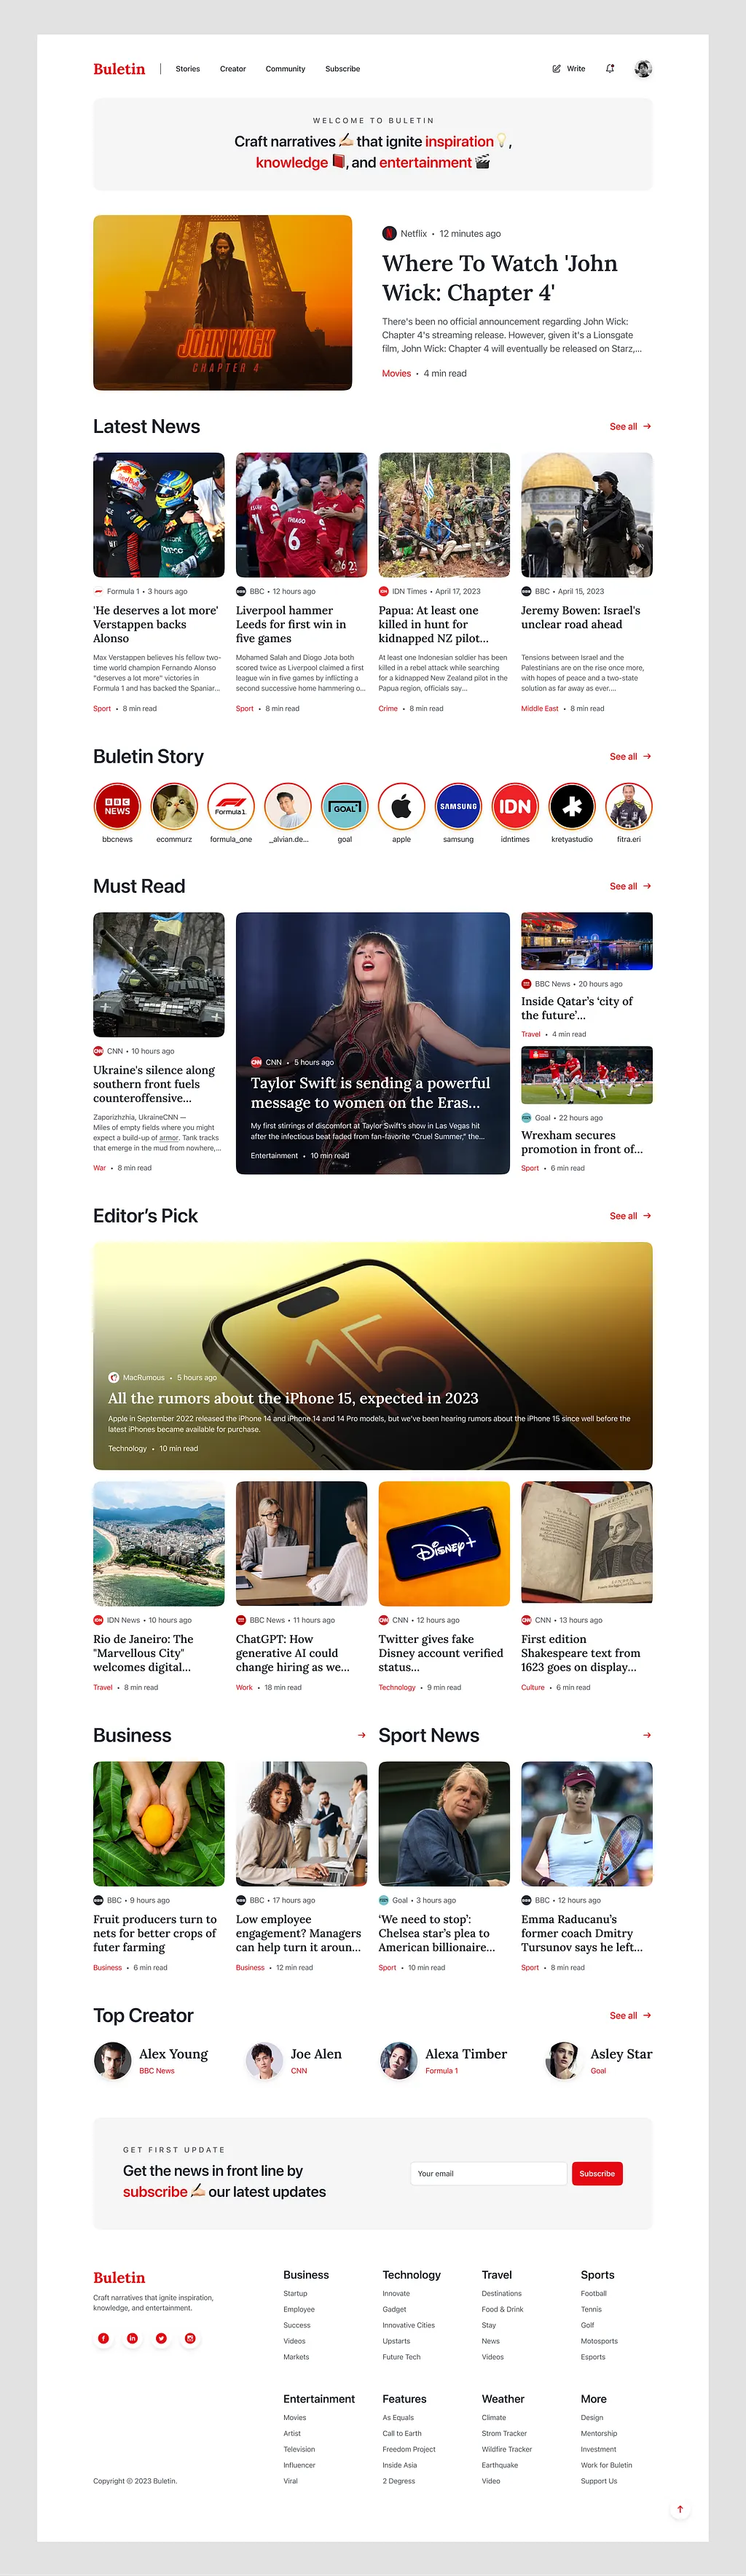 Buletin
Stories
Creator
Community
Subscribe
Write
WELCOME TO BULETIN
Craft narratives ✍🏻 that ignite inspiration 💡,
knowledge 📕, and entertainment 🎬
JOHN WICK
CHAPTER 4
Netflix • 12 minutes ago
Where To Watch 'John
Wick: Chapter 4'
There's been no official announcement regarding John Wick:
Chapter 4's streaming release. However, given it's a Lionsgate
film, John Wick: Chapter 4 will eventually be released on Starz,...
Movies • 4 min read
Latest News
See all
Formula 1 • 3 hours ago
'He deserves a lot more'
Verstappen backs
Alonso
Max Verstappen believes his fellow two-
time world champion Fernando Alonso
"deserves a lot more" victories in
Formula 1 and has backed the Spaniar...
Sport • 8 min read
THIAGO
6
BBC • 12 hours ago
Liverpool hammer
Leeds for first win in
five games
Mohamed Salah and Diogo Jota both
scored twice as Liverpool claimed a first
league win in five games by inflicting a
second successive home hammering o...
Sport • 8 min read
IDN Times • April 17, 2023
Papua: At least one
killed in hunt for
kidnapped NZ pilot...
At least one Indonesian soldier has been
killed in a rebel attack while searching
for a kidnapped New Zealand pilot in the
Papua region, officials say...
Crime • 8 min read
BBC • April 15, 2023
Jeremy Bowen: Israel's
unclear road ahead
Tensions between Israel and the
Palestinians are on the rise once more,
with hopes of peace and a two-state
solution as far away as ever....
Middle East • 8 min read
Buletin Story
See all
BBC
NEWS
bbcnews
ecommurz
Formula1
formula_one
_alvian.de...
GOAL
goal
apple
SAMSUNG
samsung
IDN
idntimes
kretyastudio
fitra.eri
Must Read
See all
CNN • 10 hours ago
Ukraine's silence along
southern front fuels
counteroffensive...
Zaporizhzhia, UkraineCNN —
Miles of empty fields where you might
expect a build-up of armor. Tank tracks
that emerge in the mud from nowhere,...
War • 8 min read
CNN • 5 hours ago
Taylor Swift is sending a powerful
message to women on the Eras...
My first stirrings of discomfort at Taylor Swift's show in Las Vegas hit
after the infectious beat faded from fan-favorite “Cruel Summer,” the...
Entertainment • 10 min read
BBC News • 20 hours ago
Inside Qatar's ‘city of
the future’...
Travel • 4 min read
Goal • 22 hours ago
Wrexham secures
promotion in front of...
Sport • 6 min read
Editor’s Pick
See all
15
MacRumous • 5 hours ago
All the rumors about the iPhone 15, expected in 2023
Apple in September 2022 released the iPhone 14 and iPhone 14 and 14 Pro models, but we've been hearing rumors about the iPhone 15 since well before the
latest iPhones became available for purchase.
Technology • 10 min read
IDN News • 10 hours ago
Rio de Janeiro: The
"Marvellous City"
welcomes digital...
Travel • 8 min read
BBC News • 11 hours ago
ChatGPT: How
generative AI could
change hiring as we...
Work • 18 min read
Disney+
CNN • 12 hours ago
Twitter gives fake
Disney account verified
status...
Technology • 9 min read
CNN • 13 hours ago
First edition
Shakespeare text from
1623 goes on display...
Culture • 6 min read
Business
BBC • 9 hours ago
Fruit producers turn to
nets for better crops of
futer farming
Business • 6 min read
BBC • 17 hours ago
Low employee
engagement? Managers
can help turn it aroun...
Business • 12 min read
Sport News
Goal • 3 hours ago
‘We need to stop’:
Chelsea star’s plea to
American billionaire...
Sport • 10 min read
BBC • 12 hours ago
Emma Raducanu’s
former coach Dmitry
Tursunov says he left...
Sport • 8 min read
Top Creator
See all
Alex Young
BBC News
Joe Alen
CNN
Alexa Timber
Formula 1
Asley Star
Goal
GET FIRST UPDATE
Get the news in front line by
subscribe ✍🏻 our latest updates
Your email
Subscribe
Buletin
Craft narratives that ignite inspiration,
knowledge, and entertainment.
Business
Startup
Employee
Success
Videos
Markets
Technology
Innovate
Gadget
Innovative Cities
Upstarts
Future Tech
Travel
Destinations
Food & Drink
Stay
News
Videos
Sports
Football
Tennis
Golf
Motosports
Esports
Entertainment
Movies
Artist
Television
Influencer
Viral
Features
As Equals
Call to Earth
Freedom Project
Inside Asia
2 Degress
Weather
Climate
Strom Tracker
Wildfire Tracker
Earthquake
Video
More
Design
Mentorship
Investment
Work for Buletin
Support Us
Copyright © 2023 Buletin.